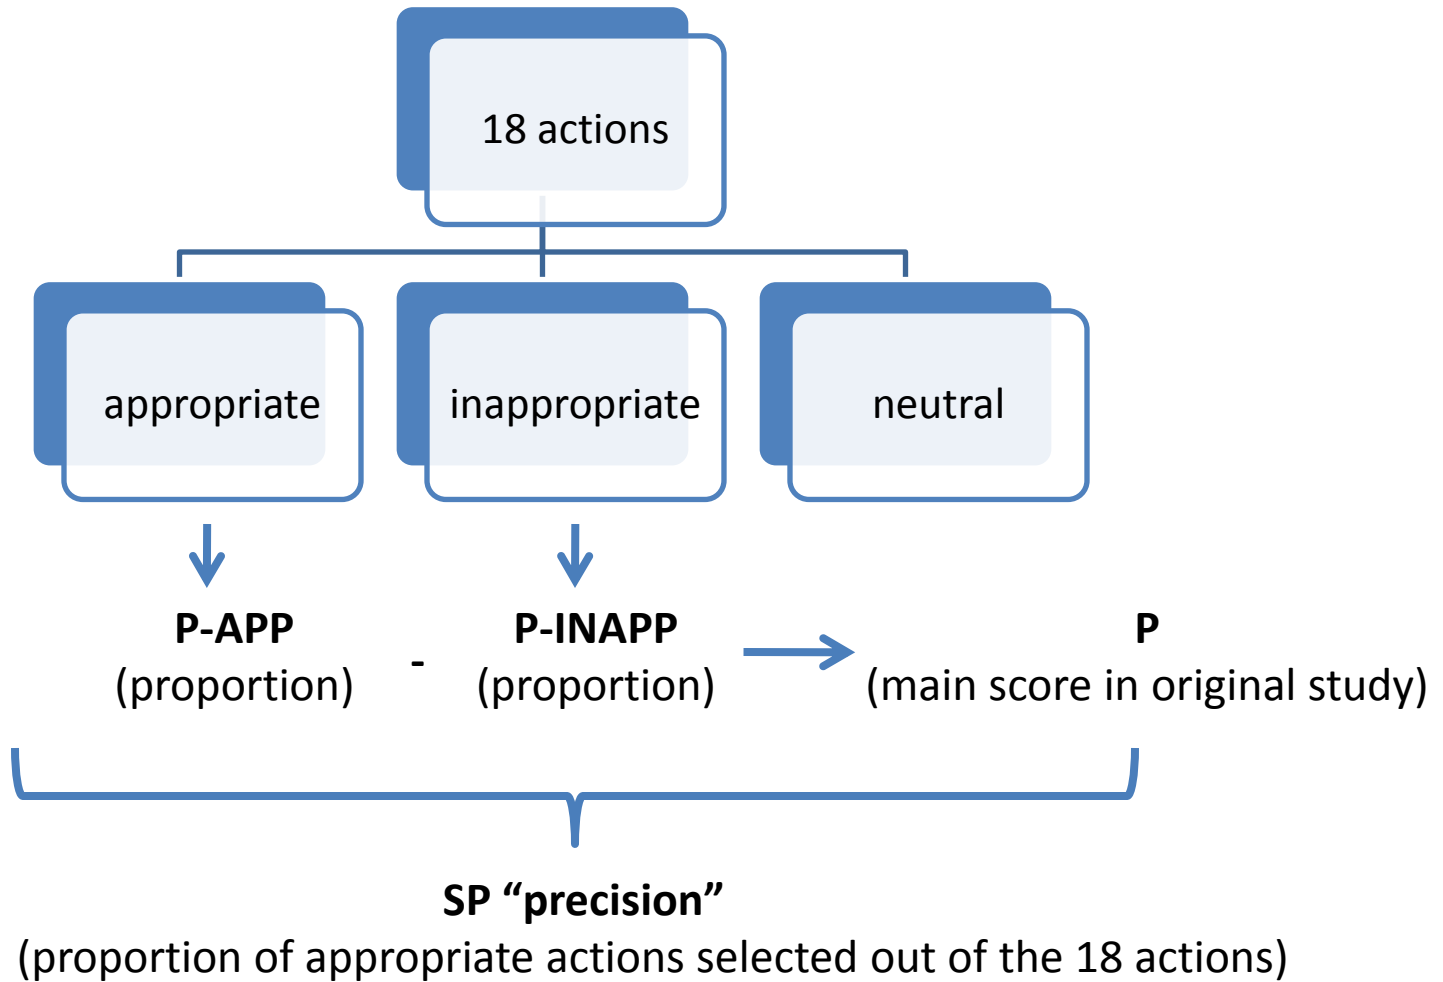 18 actions
appropriate
inappropriate
neutral
P-APP
(proportion)
-
P-INAPP
(proportion)
P
(main score in original study)
SP “precision”
(proportion of appropriate actions selected out of the 18 actions)